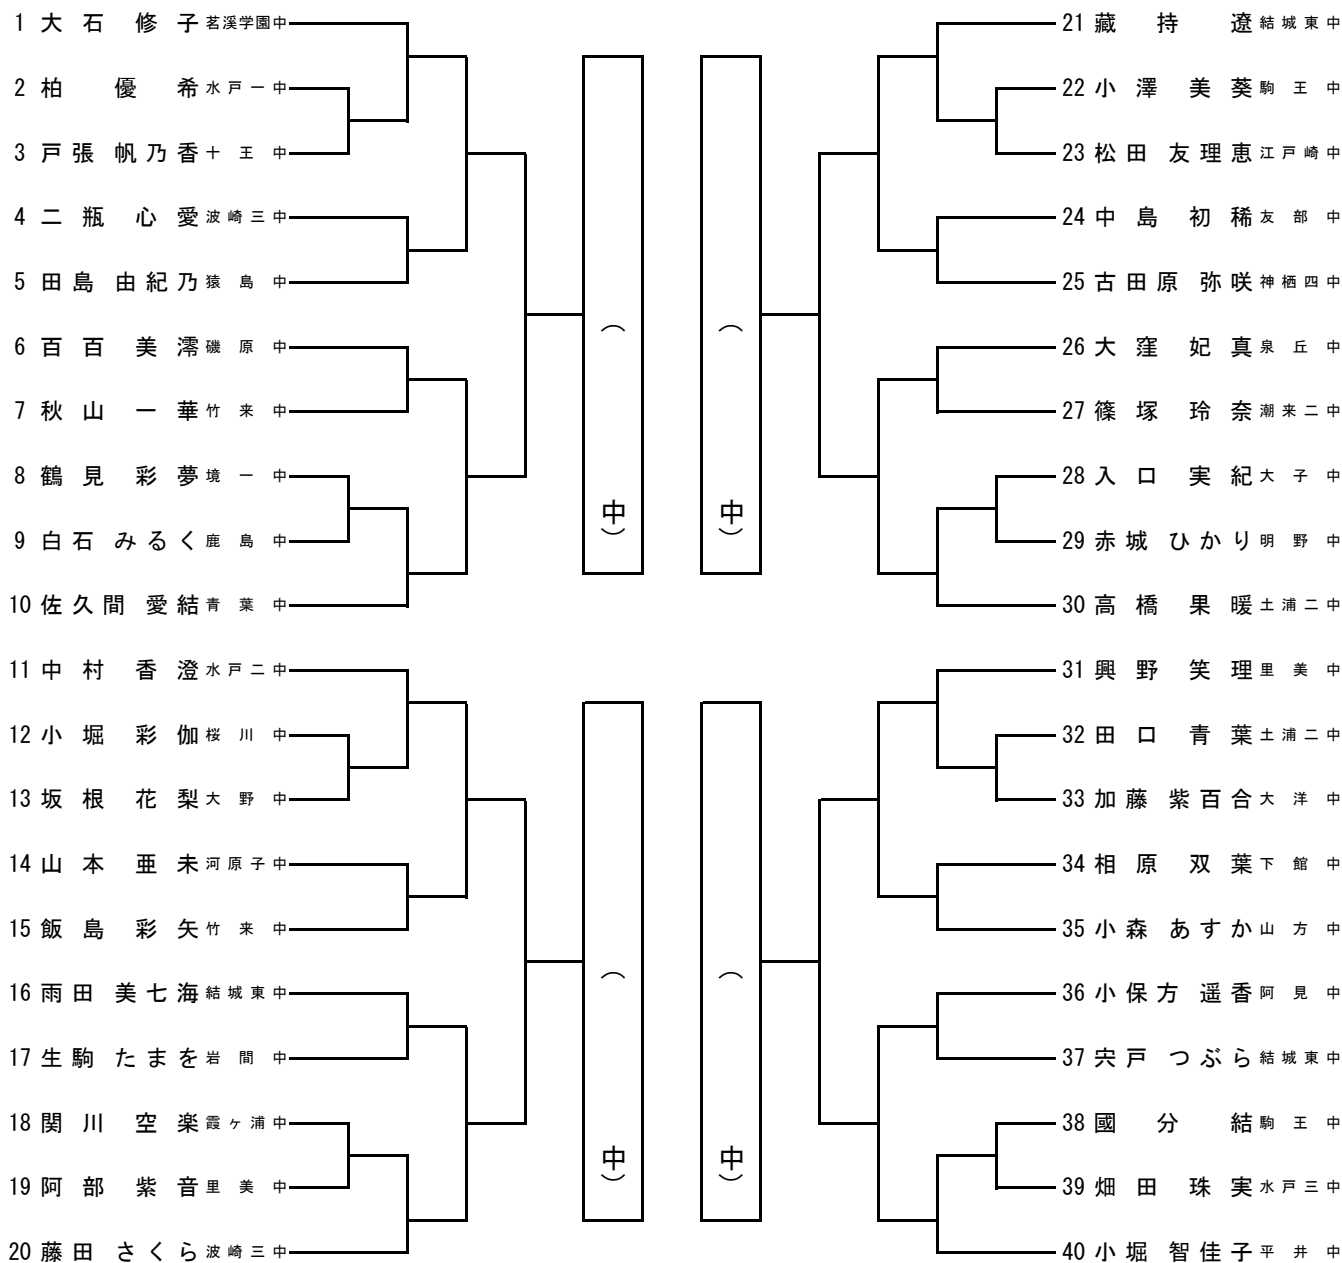 1 大石 修子 茗溪学園中
2 柏 優希 水戸一中
3 戸張 帆乃香 十王中
4 二瓶 心愛 波崎三中
5 田島 由紀乃 猿島中
6 百百 美澪 磯原中
7 秋山 一華 竹来中
8 鶴見 彩夢 境一中
9 白石 みるく 鹿島中
10 佐久間 愛結 青葉中
11 中村 香澄 水戸二中
12 小堀 彩伽 桜川中
13 坂根 花梨 大野中
14 山本 亜未 河原子中
15 飯島 彩矢 竹来中
16 雨田 美七海 結城東中
17 生駒 たまを 岩間中
18 関川 空楽 霞ヶ浦中
19 阿部 紫音 里美中
20 藤田 さくら 波崎三中
（ 中）
（ 中）
（ 中）
（ 中）
21 藏持 遼 結城東中
22 小澤 美葵 駒王中
23 松田 友理恵 江戸崎中
24 中島 初稀 友部中
25 古田原 弥咲 神栖四中
26 大窪 妃真 泉丘中
27 篠塚 玲奈 潮来二中
28 入口 実紀 大子中
29 赤城 ひかり 明野中
30 高橋 果暖 土浦二中
31 興野 笑理 里美中
32 田口 青葉 土浦二中
33 加藤 紫百合 大洋中
34 相原 双葉 下館中
35 小森 あすか 山方中
36 小保方 遥香 阿見中
37 宍戸 つぶら 結城東中
38 國分 結 駒王中
39 畑田 珠実 水戸三中
40 小堀 智佳子 平井中